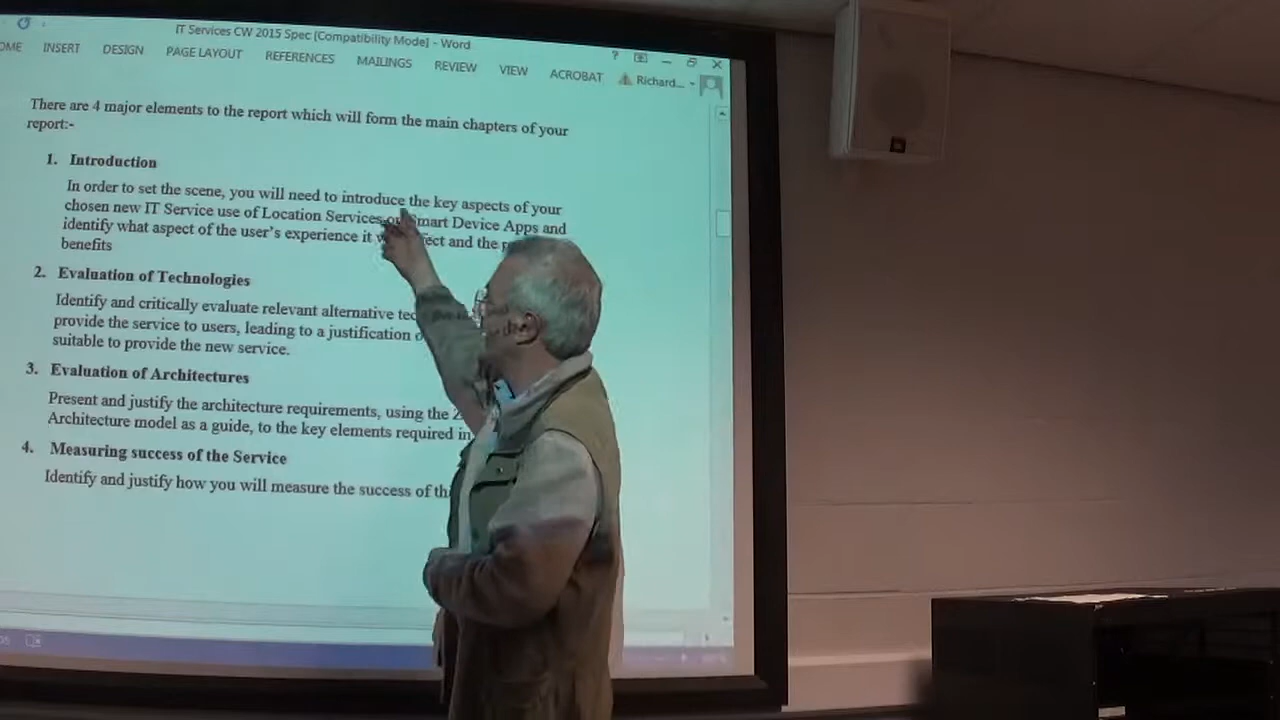 IT Services CW 2015 Spec [Compatibility Mode] - Word
OME INSERT DESIGN PAGE LAYOUT REFERENCES MAILINGS REVIEW VIEW ACROBAT Richard...
There are 4 major elements to the report which will form the main chapters of your
report:-
1. Introduction
In order to set the scene, you will need to introduce the key aspects of your
chosen new IT Service use of Location Services or Smart Device Apps and
identify what aspect of the user's experience it and the
benefits
2. Evaluation of Technologies
Identify and critically evaluate relevant alternative
provide the service to users, leading to a justification
suitable to provide the new service.
3. Evaluation of Architectures
Present and justify the architecture requirements, using the
Architecture model as a guide, to the key elements required in
4. Measuring success of the Service
Identify and justify how you will measure the success of